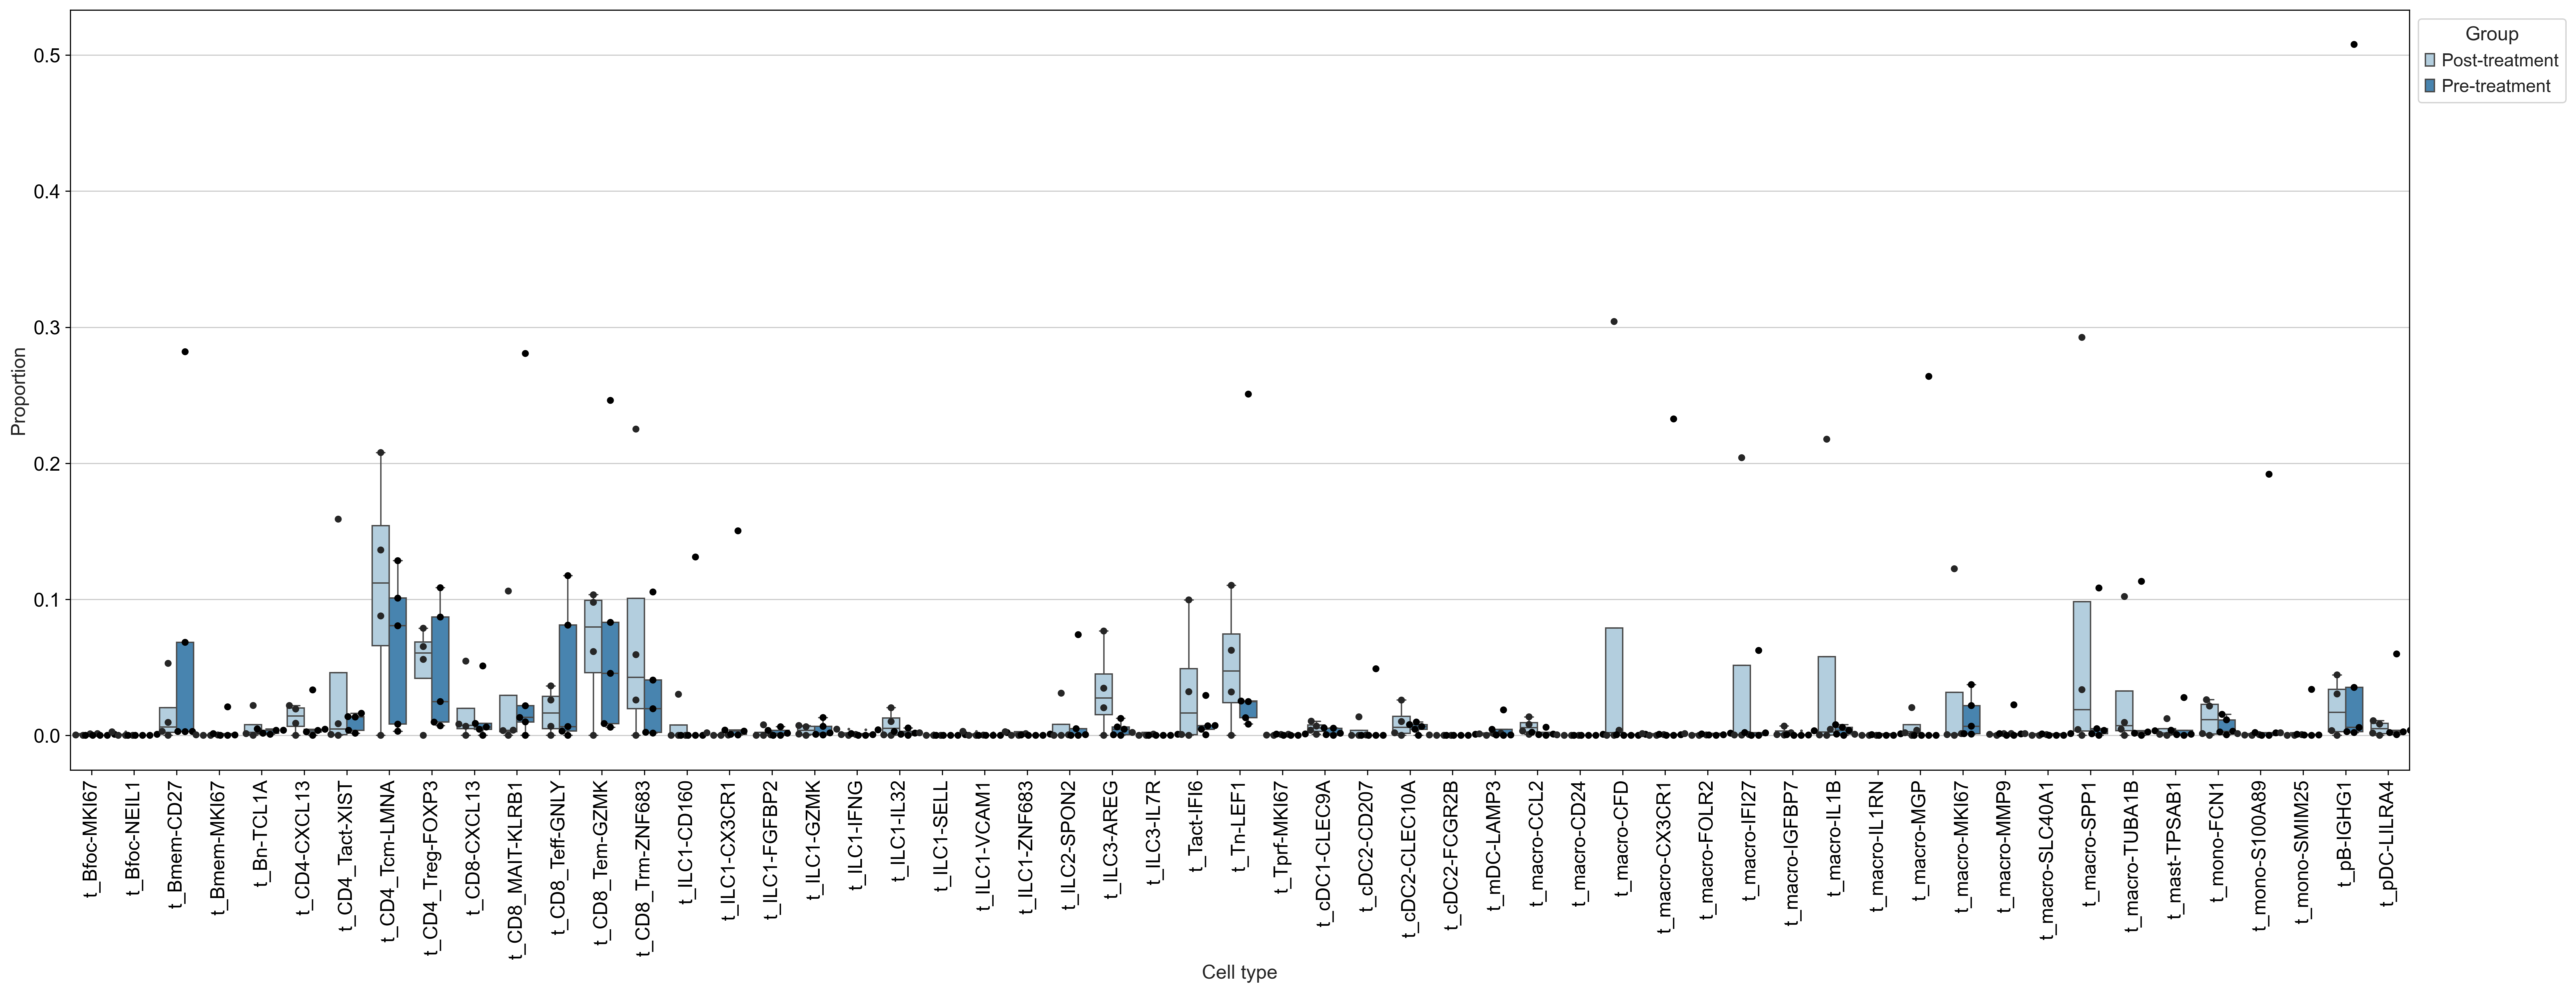 Group
Post-treatment
Pre-treatment
Proportion
0.5
0.4
0.3
0.2
0.1
0.0
t_Bfoc-MKI67
t_Bfoc-NEIL1
t_Bmem-CD27
t_Bmem-MKI67
t_Bn-TCL1A
t_CD4-CXCL13
t_CD4_Tact-XIST
t_CD4_Tcm-LMNA
t_CD4_Treg-FOXP3
t_CD8-CXCL13
t_CD8_MAIT-KLRB1
t_CD8_Teff-GNLY
t_CD8_Tem-GZMK
t_CD8_Trm-ZNF683
t_ILC1-CD160
t_ILC1-CX3CR1
t_ILC1-FGFBP2
t_ILC1-GZMK
t_ILC1-IFNG
t_ILC1-IL32
t_ILC1-SELL
t_ILC1-VCAM1
t_ILC1-ZNF683
t_ILC2-SPON2
t_ILC3-AREG
t_ILC3-IL7R
t_Tact-IFI6
t_Tn-LEF1
t_Tprf-MKI67
t_cDC1-CLEC9A
t_cDC2-CD207
t_cDC2-CLEC10A
t_cDC2-FCGR2B
t_mDC-LAMP3
t_macro-CCL2
t_macro-CD24
t_macro-CFD
t_macro-CX3CR1
t_macro-FOLR2
t_macro-IFI27
t_macro-IGFBP7
t_macro-IL1B
t_macro-IL1RN
t_macro-MGP
t_macro-MKI67
t_macro-MMP9
t_macro-SLC40A1
t_macro-SPP1
t_macro-TUBA1B
t_mast-TPSAB1
t_mono-FCN1
t_mono-S100A89
t_mono-SMIM25
t_pB-IGHG1
t_pDC-LILRA4
Cell type